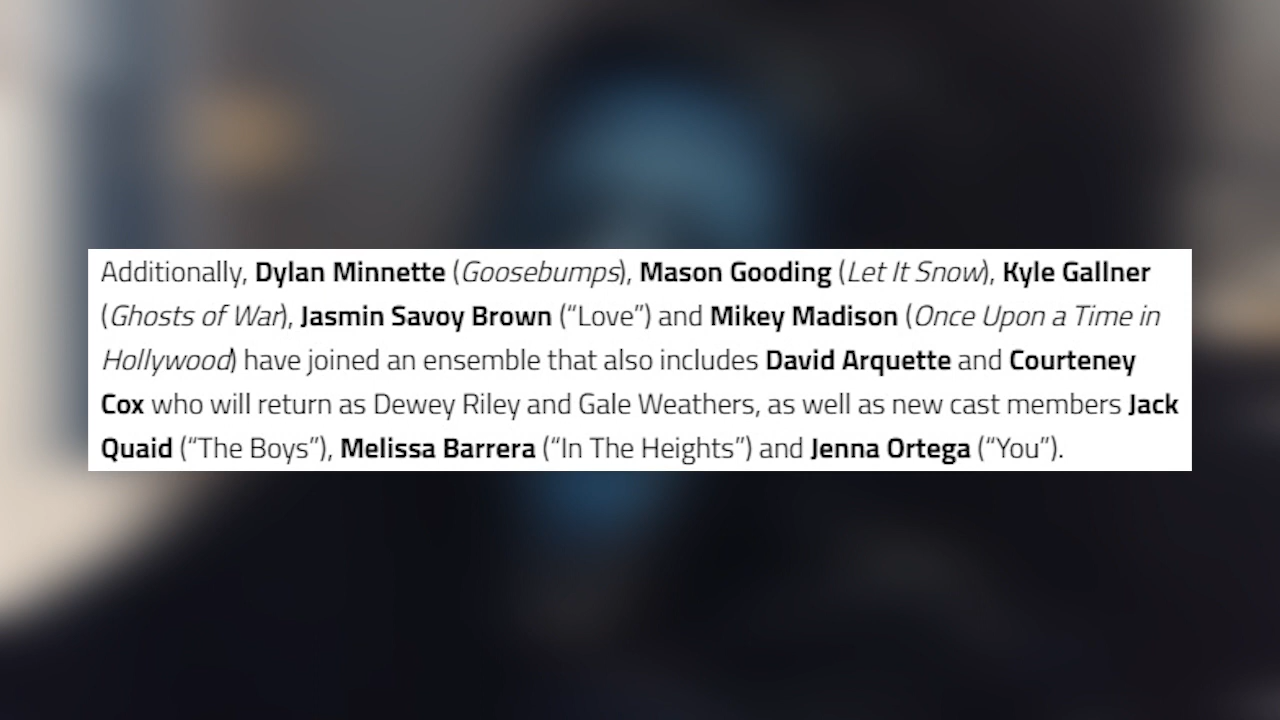 Additionally, Dylan Minnette (Goosebumps), Mason Gooding (Let It Snow), Kyle Gallner
(Ghosts of War), Jasmin Savoy Brown (“Love”) and Mikey Madison (Once Upon a Time in
Hollywood) have joined an ensemble that also includes David Arquette and Courteney
Cox who will return as Dewey Riley and Gale Weathers, as well as new cast members Jack
Quaid (“The Boys”), Melissa Barrera (“In The Heights”) and Jenna Ortega (“You”).